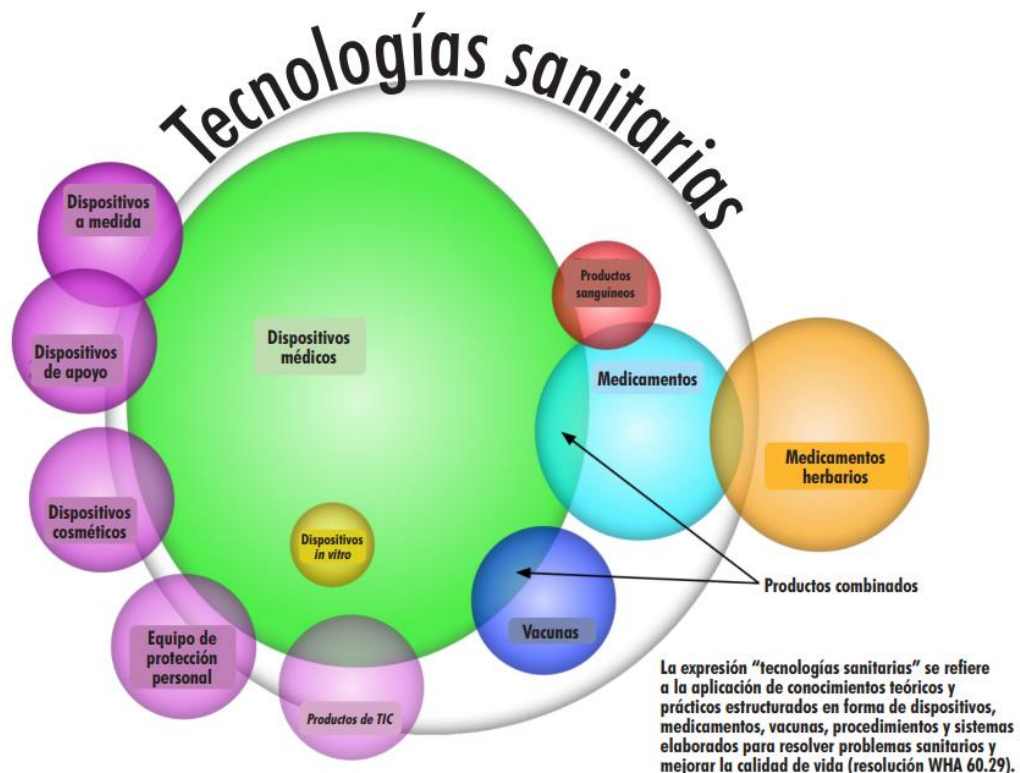 Tecnologías sanitarias
Dispositivos
a medida
Dispositivos
de apoyo
Dispositivos
cosméticos
Equipo de
protección
personal
Productos de TIC
Dispositivos
médicos
Dispositivos
in vitro
Productos
sanguíneos
Medicamentos
Medicamentos
herbarios
Vacunas
Productos combinados
La expresión “tecnologías sanitarias” se refiere
a la aplicación de conocimientos teóricos y
prácticos estructurados en forma de dispositivos,
medicamentos, vacunas, procedimientos y sistemas
elaborados para resolver problemas sanitarios y
mejorar la calidad de vida (resolución WHA 60.29).